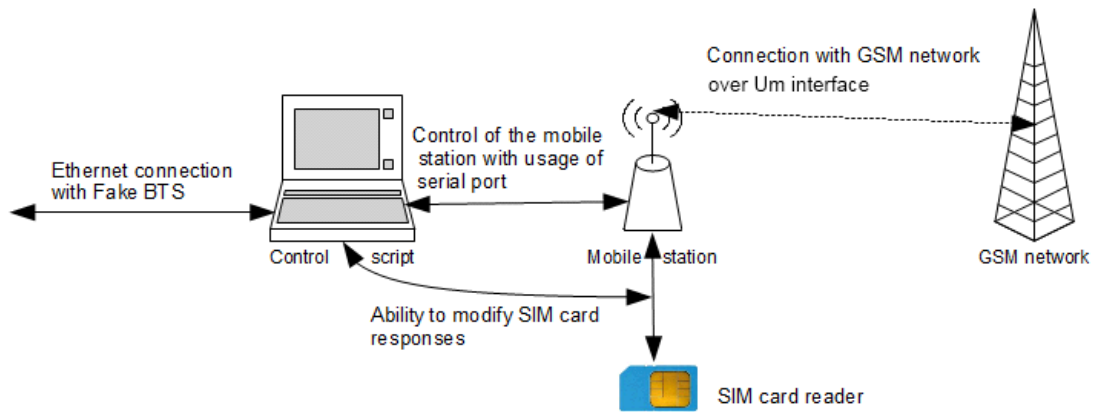 Connection with GSM network
over Um interface
Control of the mobile
station with usage of
serial port
Ethernet connection
with Fake BTS
Control script
Mobile station
GSM network
Ability to modify SIM card
responses
SIM card reader